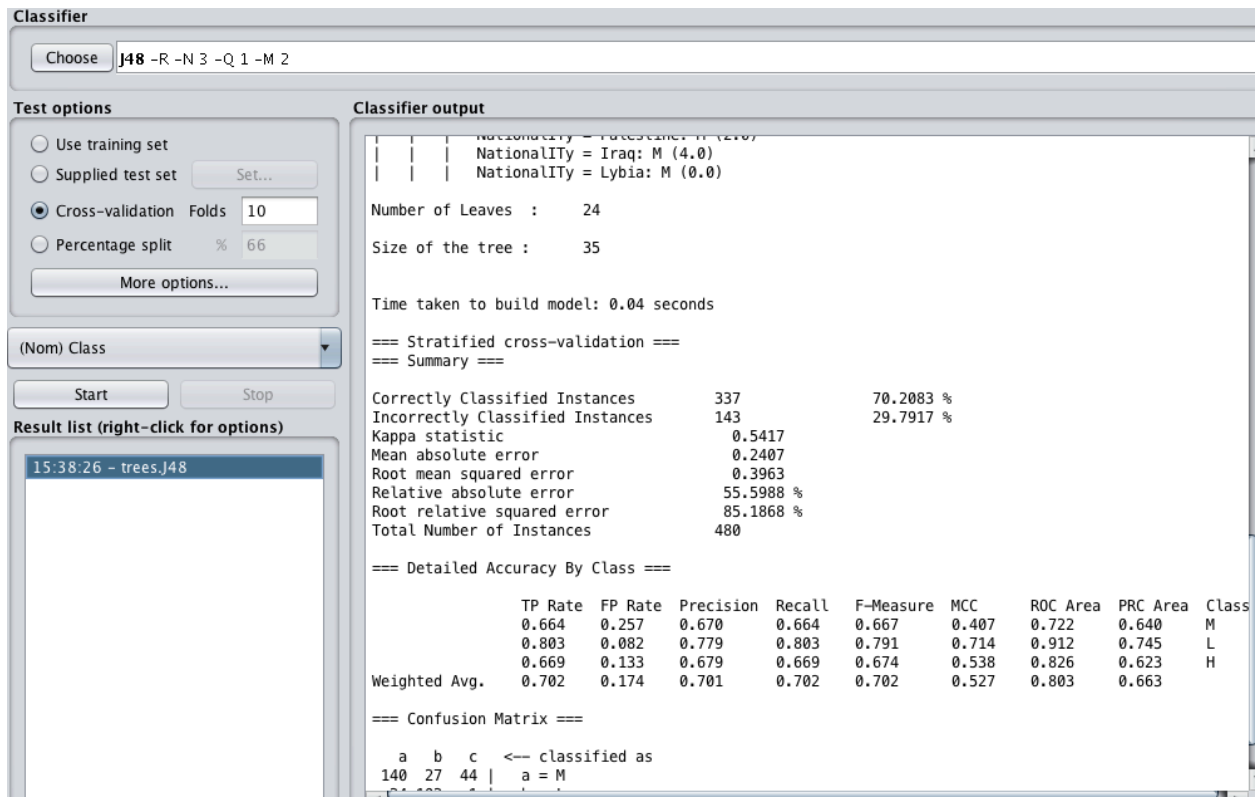 Classifier
Choose J48 -R -N 3 -Q 1 -M 2
Test options
Use training set
Supplied test set Set...
Cross-validation Folds 10
Percentage split % 66
More options...
(Nom) Class
Start Stop
Result list (right-click for options)
15:38:26 - trees.J48
Classifier output
| | | NationalITy = Palestine: M (2.0)
| | | NationalITy = Iraq: M (4.0)
| | | NationalITy = Lybia: M (0.0)
Number of Leaves : 24
Size of the tree : 35
Time taken to build model: 0.04 seconds
=== Stratified cross-validation ===
=== Summary ===
Correctly Classified Instances 337 70.2083 %
Incorrectly Classified Instances 143 29.7917 %
Kappa statistic 0.5417
Mean absolute error 0.2407
Root mean squared error 0.3963
Relative absolute error 55.5988 %
Root relative squared error 85.1868 %
Total Number of Instances 480
=== Detailed Accuracy By Class ===
TP Rate FP Rate Precision Recall F-Measure MCC ROC Area PRC Area Class
0.664 0.257 0.670 0.664 0.667 0.407 0.722 0.640 M
0.803 0.082 0.779 0.803 0.791 0.714 0.912 0.745 L
0.669 0.133 0.679 0.669 0.674 0.538 0.826 0.623 H
Weighted Avg. 0.702 0.174 0.701 0.702 0.702 0.527 0.803 0.663
=== Confusion Matrix ===
a b c <-- classified as
140 27 44 | a = M